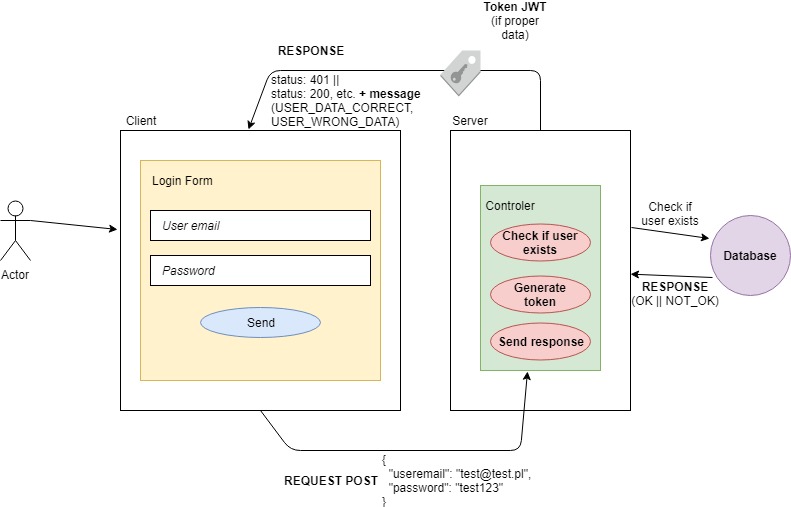 Token JWT
(if proper
data)
RESPONSE
status: 401 ||
status: 200, etc. + message
(USER_DATA_CORRECT,
USER_WRONG_DATA)
Client
Server
Login Form
User email
Password
Send
Actor
Controler
Check if user
exists
Generate
token
Send response
Check if
user exists
Database
RESPONSE
(OK || NOT_OK)
REQUEST POST
{
"useremail": "test@test.pl",
"password": "test123"
}